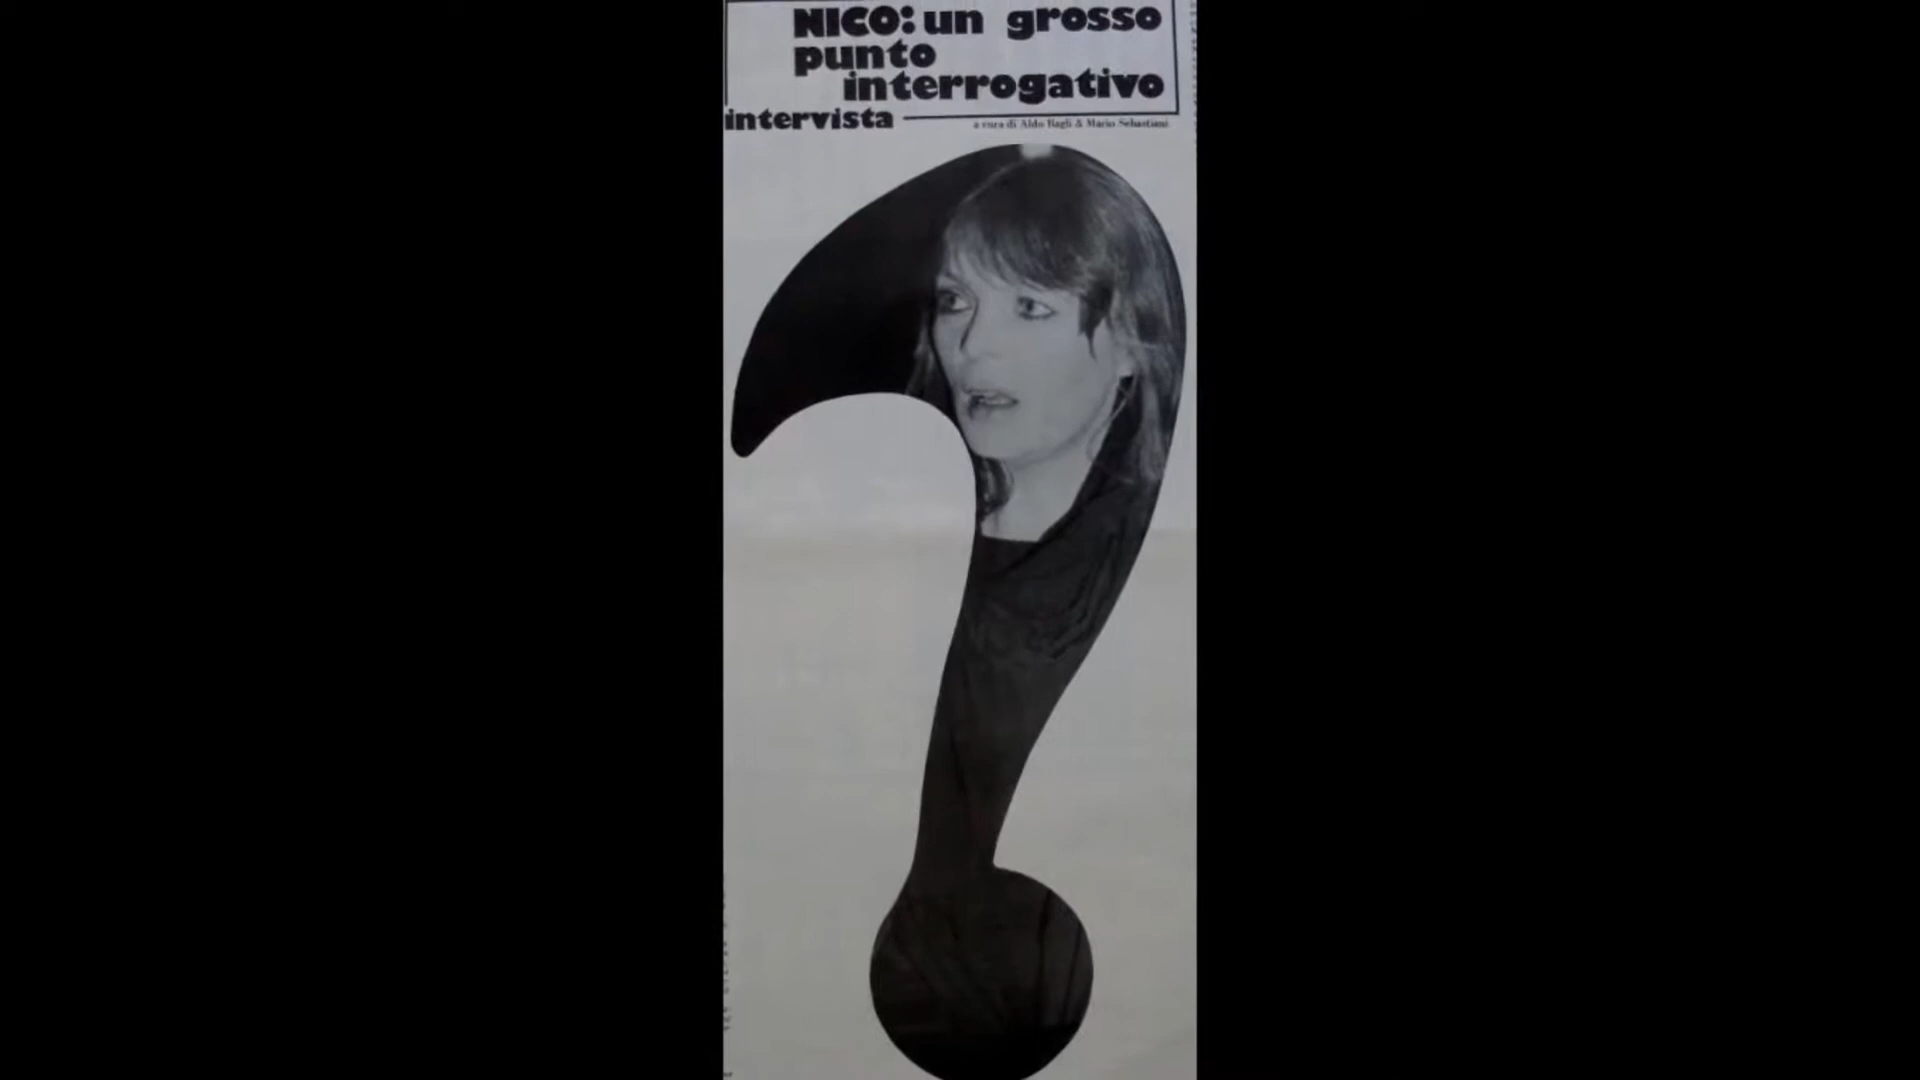 NICO: un grosso
punto
interrogativo
intervista
a cura di Aldo Bagli & Mario Sebastiani